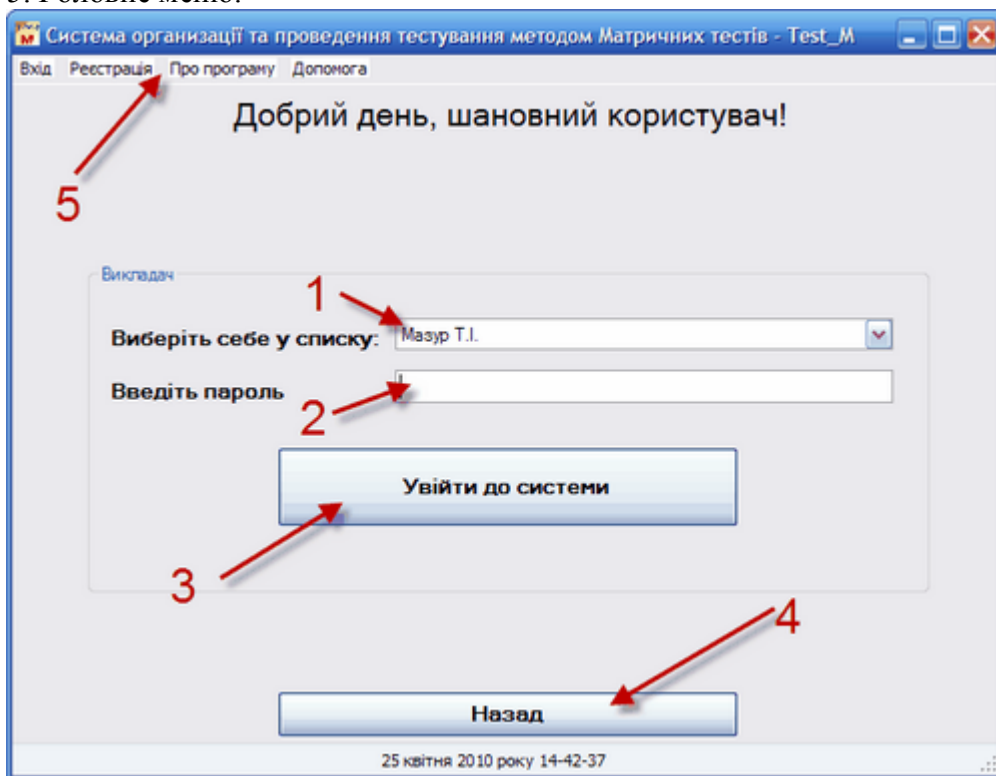 5. Головне меню.
Система организації та проведення тестування методом Матричних тестів - Test_M
Вхід Реєстрація Про програму Допомога
Добрий день, шановний користувач!
5
Викладач
1
Виберіть себе у списку: Мазур Т.І.
Введіть пароль
2
Увійти до системи
3
4
Назад
25 квітня 2010 року 14-42-37